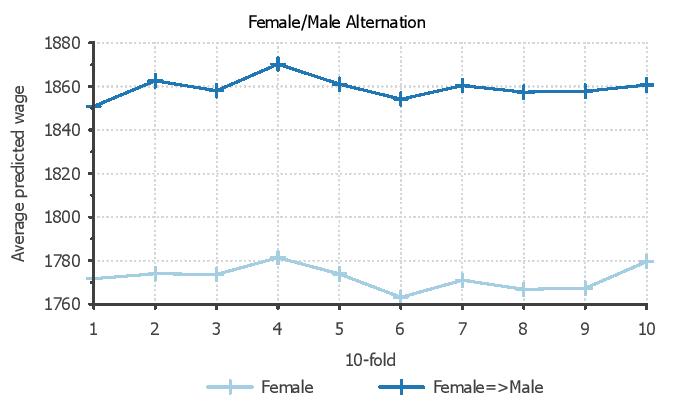 Female/Male Alternation
1880
1860
1840
1820
1800
1780
1760
Average predicted wage
1 2 3 4 5 6 7 8 9 10
10-fold
Female Female=>Male